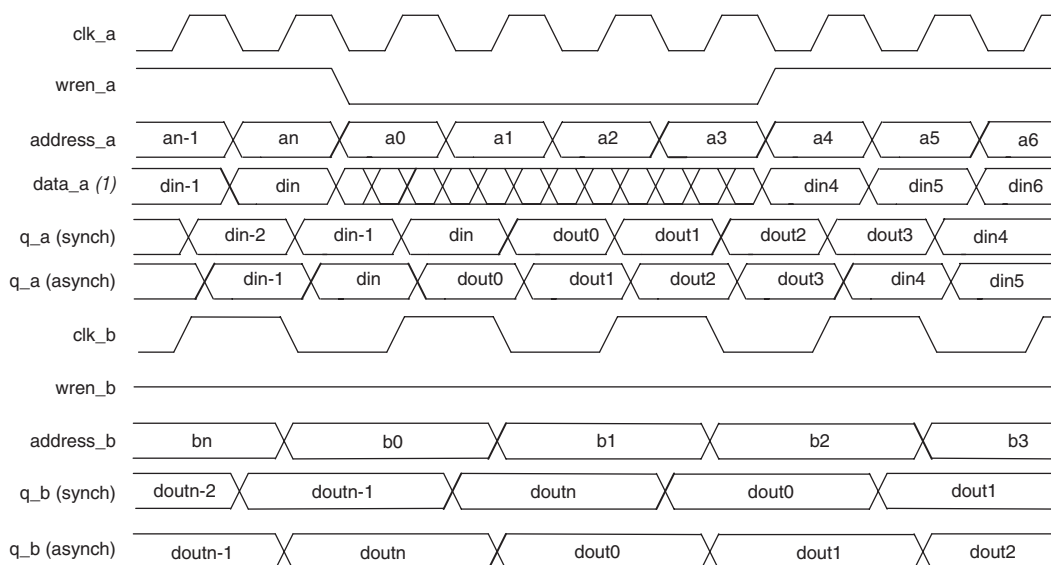 clk_a
wren_a
address_a an-1 an a0 a1 a2 a3 a4 a5 a6
data_a (1) din-1 din din4 din5 din6
q_a (synch) din-2 din-1 din dout0 dout1 dout2 dout3 din4
q_a (asynch) din-1 din dout0 dout1 dout2 dout3 din4 din5
clk_b
wren_b
address_b bn b0 b1 b2 b3
q_b (synch) doutn-2 doutn-1 doutn dout0 dout1
q_b (asynch) doutn-1 doutn dout0 dout1 dout2